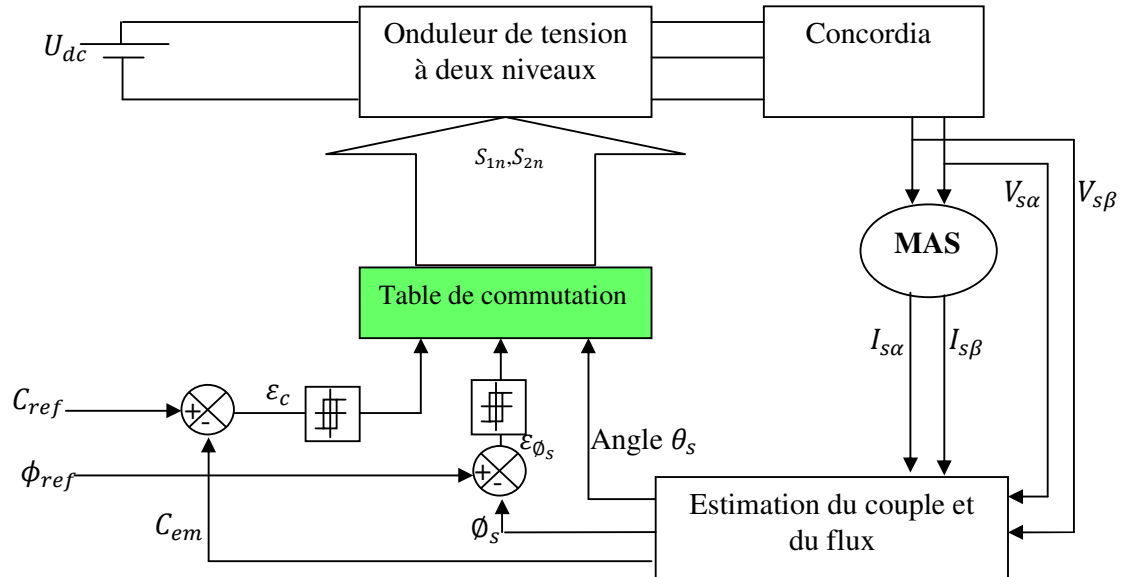 U_dc
Onduleur de tension
à deux niveaux
Concordia
S_1n,S_2n
V_sα
V_sβ
MAS
Table de commutation
I_sα
I_sβ
C_ref
+
-
ε_c
ε_∅s
Angle θ_s
ϕ_ref
+
-
C_em
∅_s
Estimation du couple et
du flux